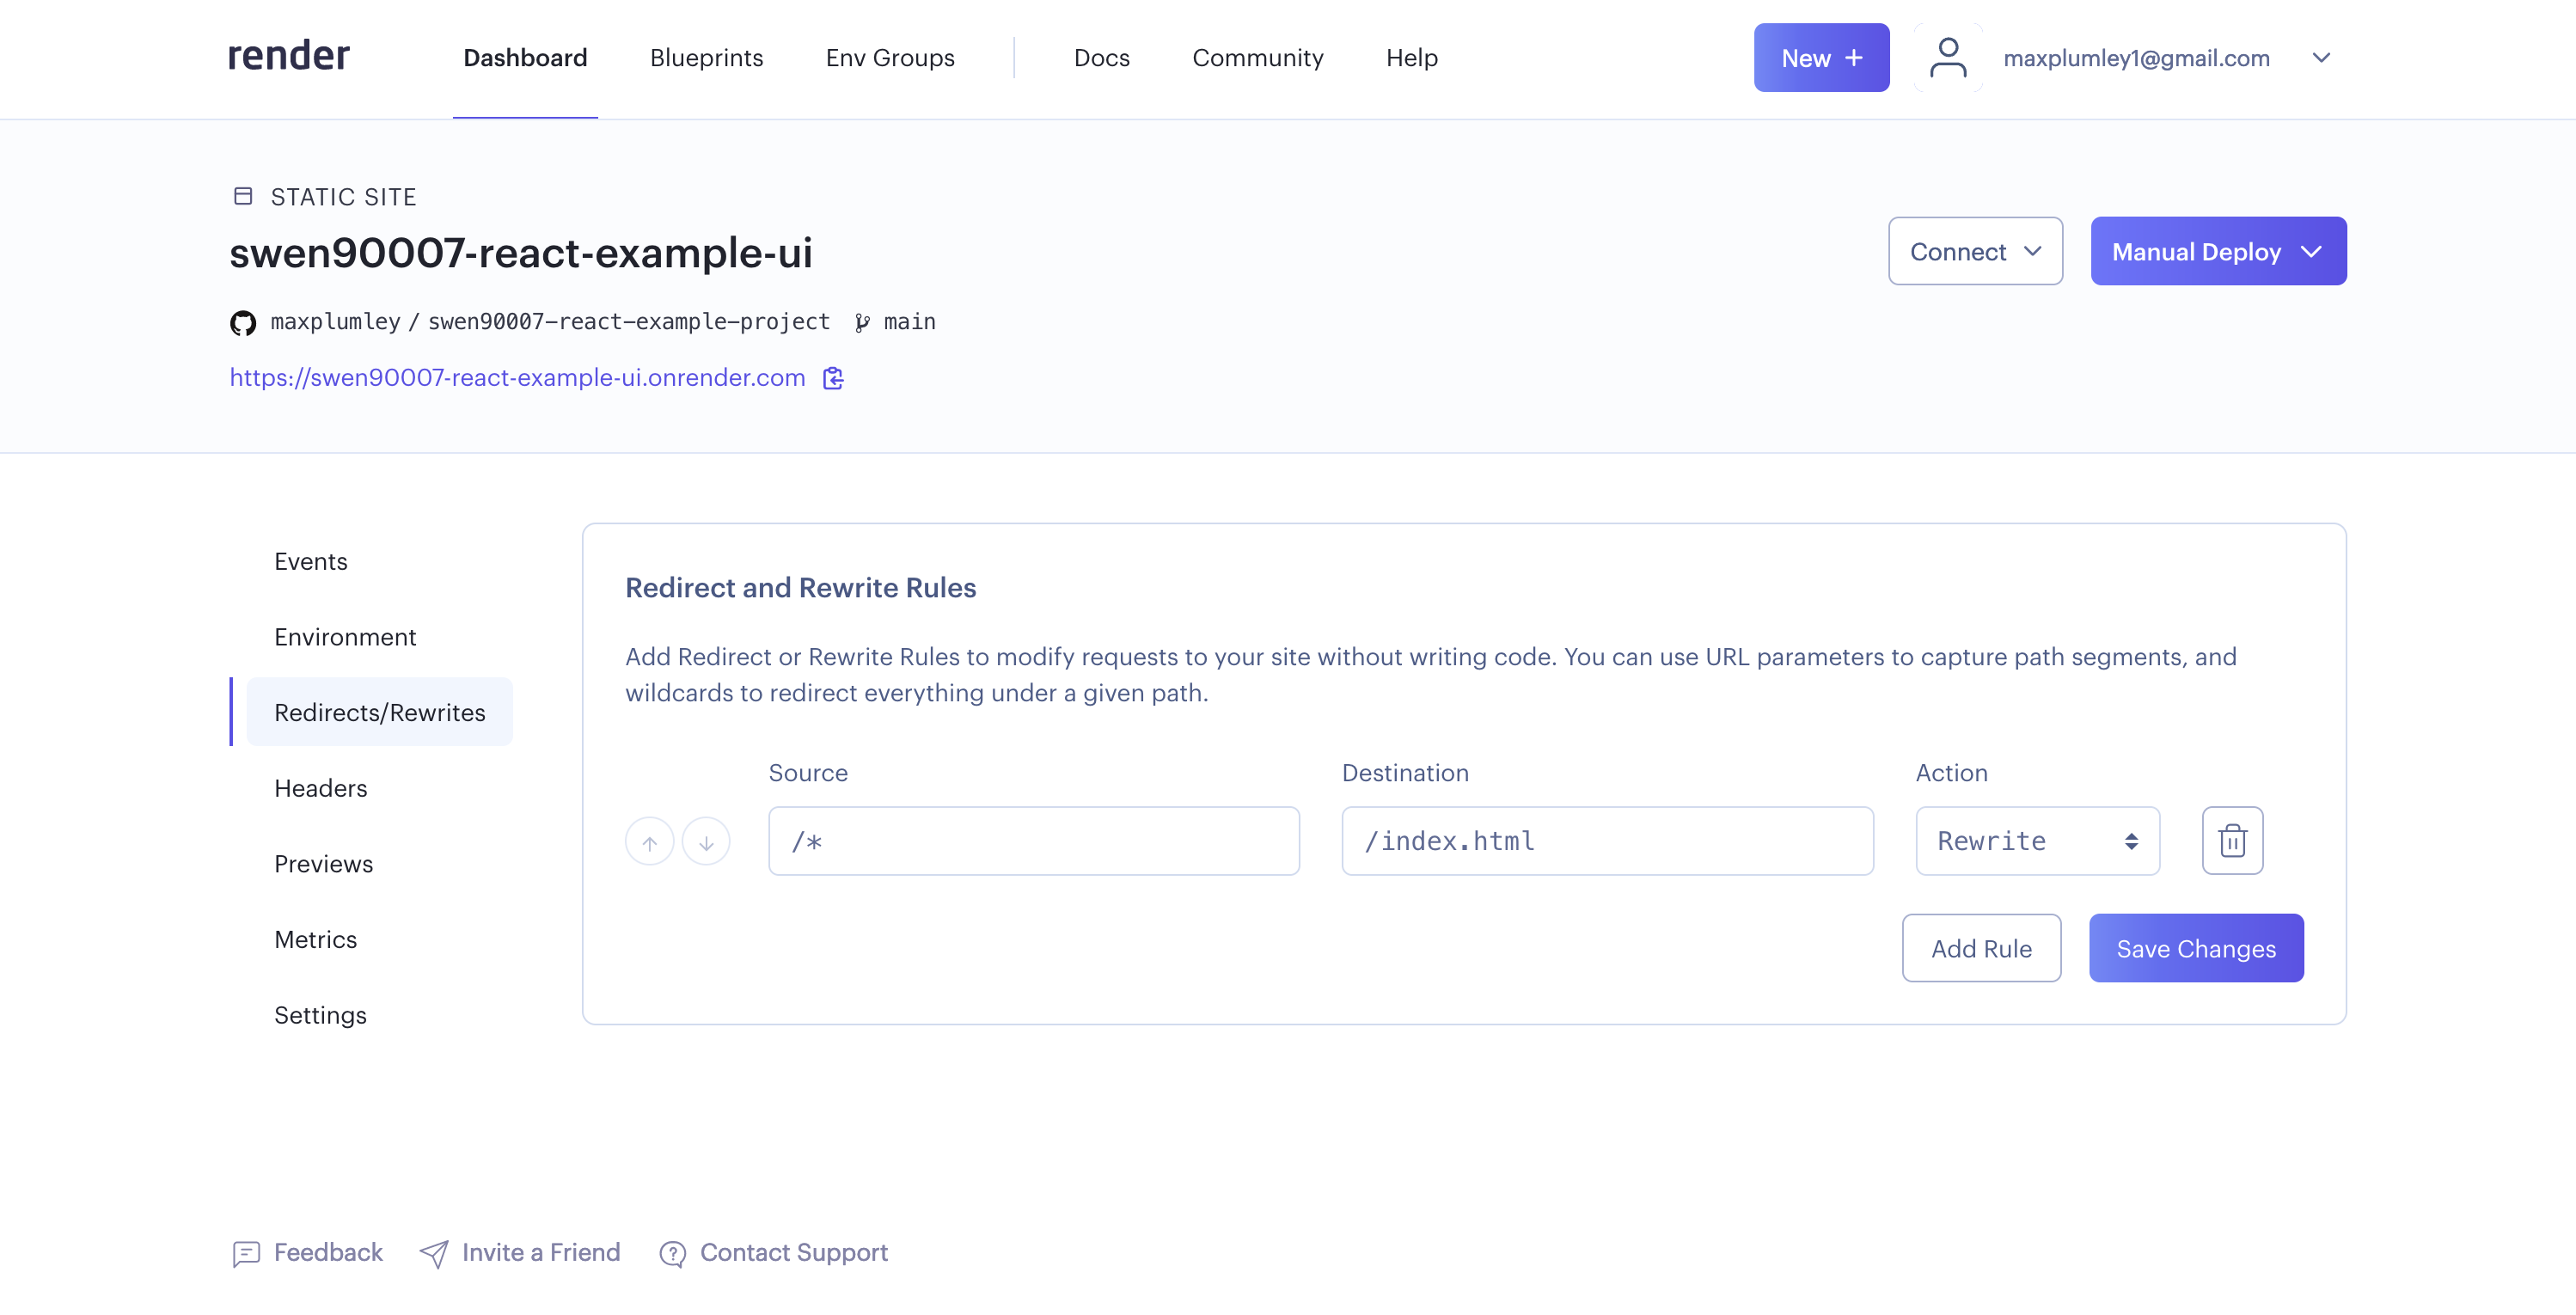 render Dashboard Blueprints Env Groups Docs Community Help New + maxplumley1@gmail.com
STATIC SITE
swen90007-react-example-ui
Connect Manual Deploy
maxplumley / swen90007-react-example-project main
https://swen90007-react-example-ui.onrender.com
Events
Environment
Redirects/Rewrites
Headers
Previews
Metrics
Settings
Redirect and Rewrite Rules
Add Redirect or Rewrite Rules to modify requests to your site without writing code. You can use URL parameters to capture path segments, and
wildcards to redirect everything under a given path.
Source Destination Action
/* /index.html Rewrite
Add Rule Save Changes
Feedback Invite a Friend Contact Support